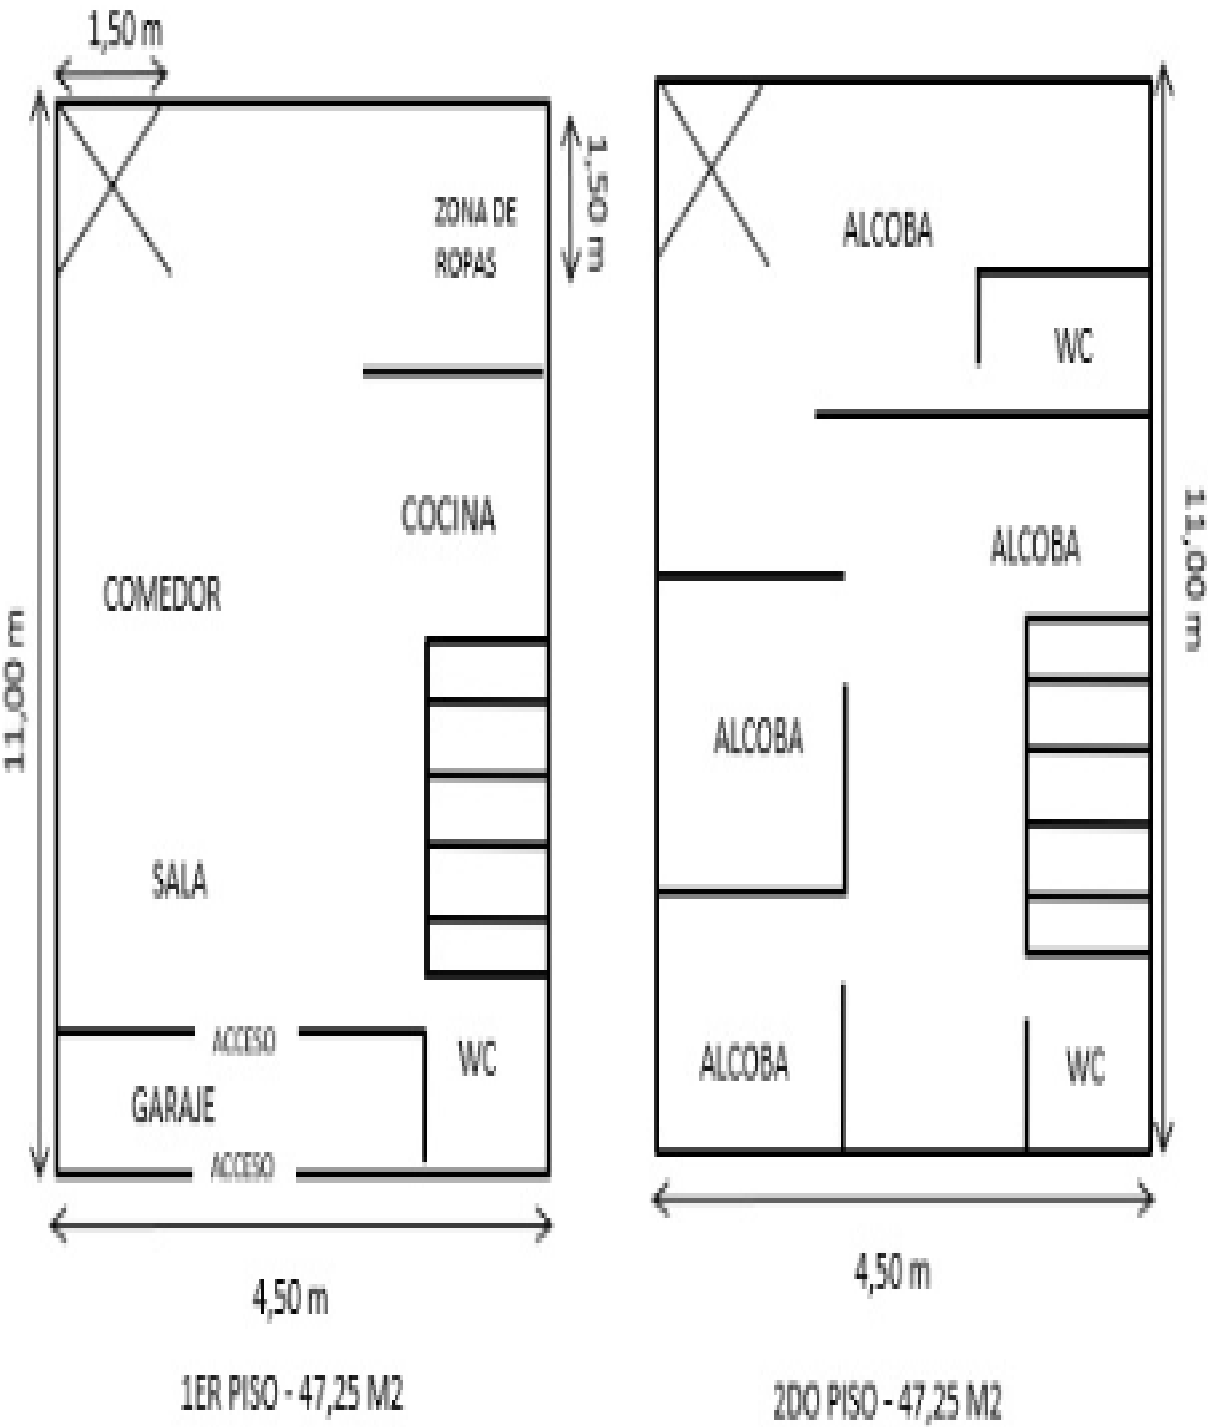 1,50 m
1,50 m
ZONA DE
ROPAS
COCINA
COMEDOR
11,00 m
SALA
ACCESO
WC
GARAJE
ACCESO
4,50 m
1ER PISO - 47,25 M2
ALCOBA
WC
ALCOBA
11,00 m
ALCOBA
ALCOBA
WC
4,50 m
2DO PISO - 47,25 M2